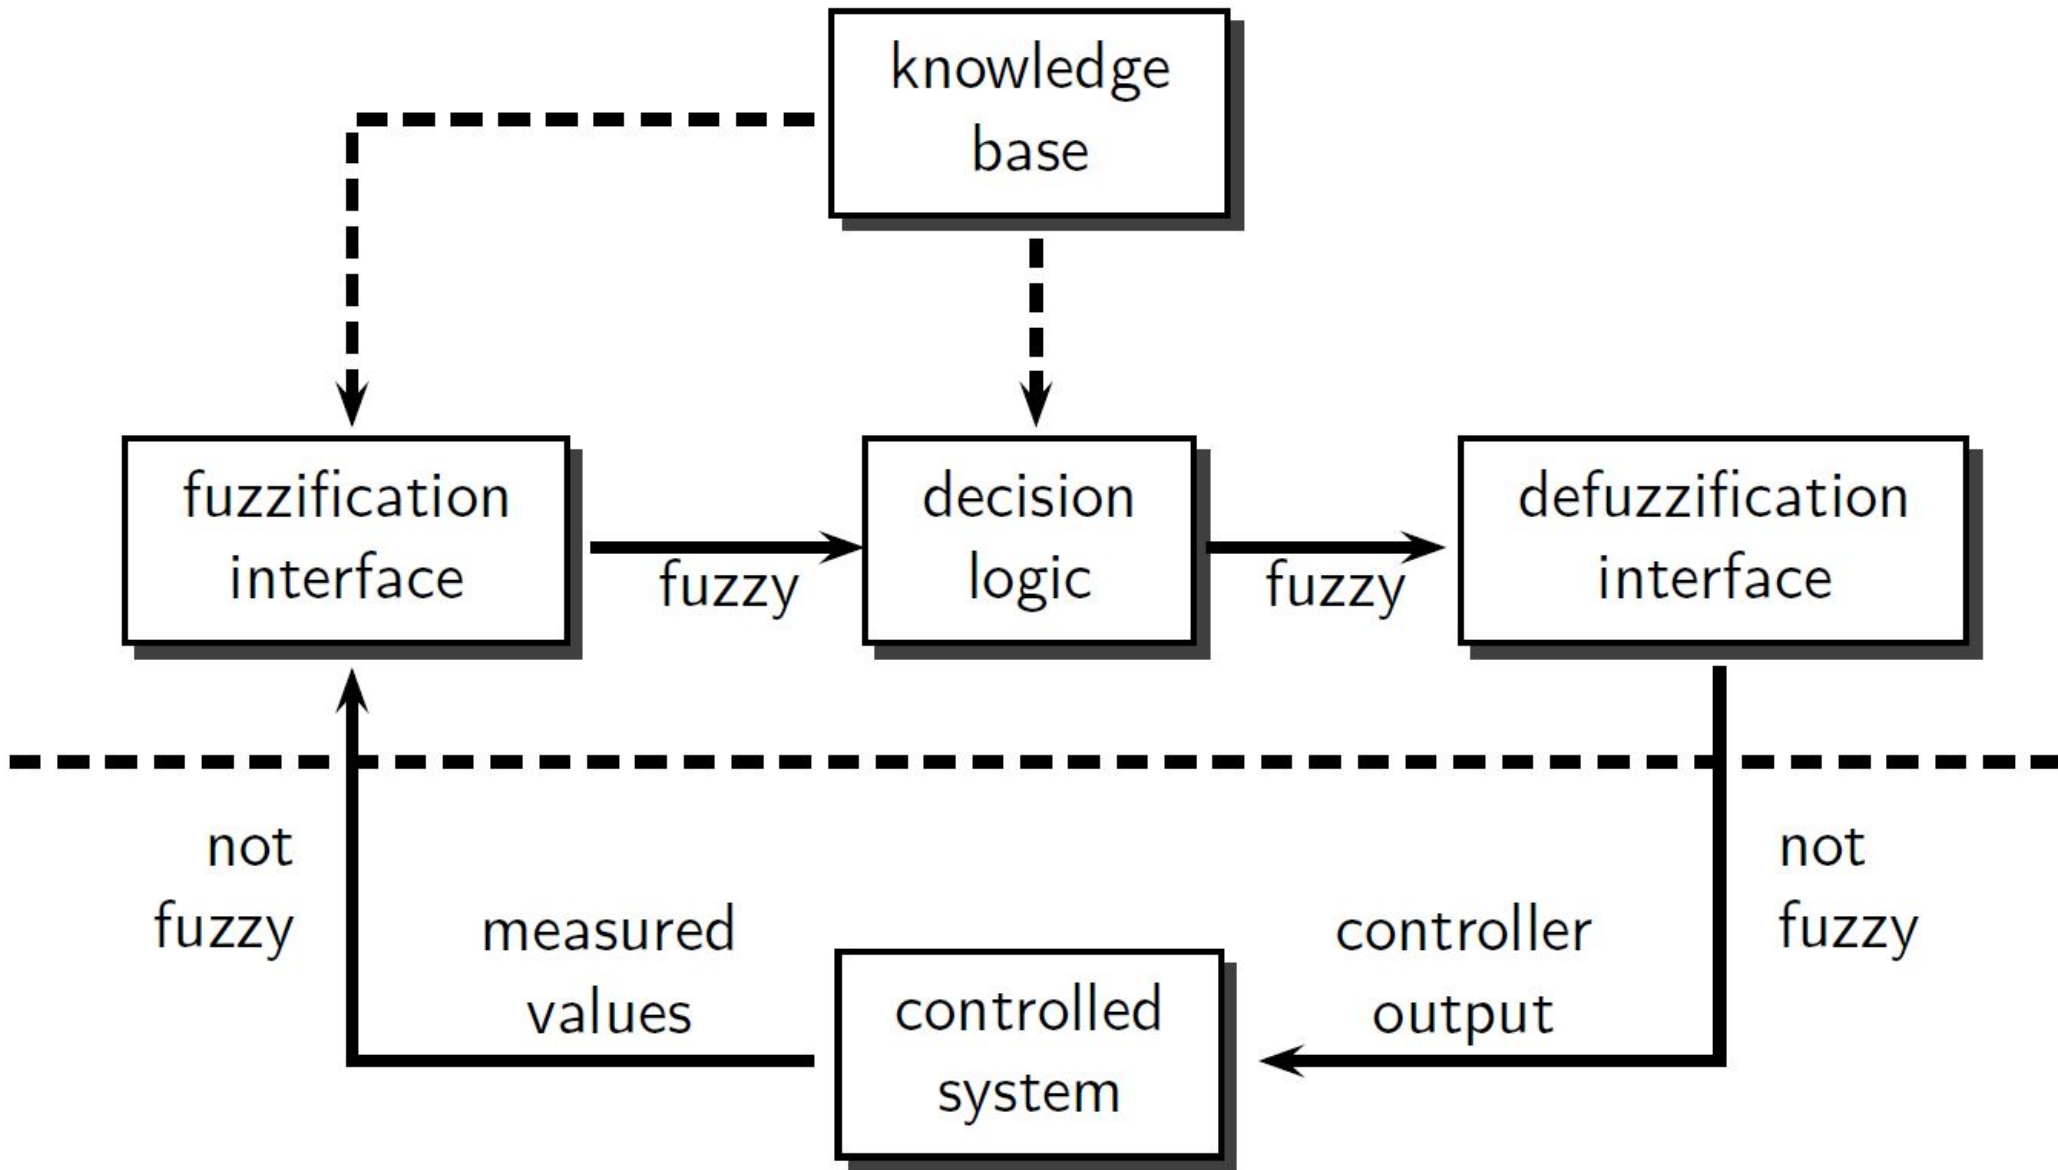 knowledge
base
fuzzification
interface
fuzzy
decision
logic
fuzzy
defuzzification
interface
not
fuzzy
measured
values
controlled
system
controller
output
not
fuzzy